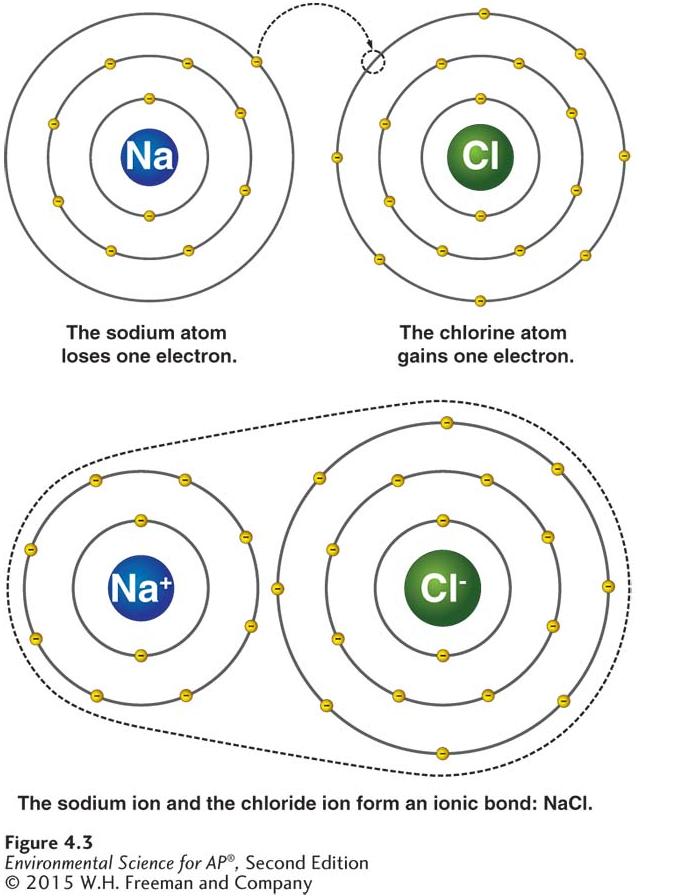 Na
Cl
The sodium atom
loses one electron.
The chlorine atom
gains one electron.
Na+
Cl-
The sodium ion and the chloride ion form an ionic bond: NaCl.
Figure 4.3
Environmental Science for AP®, Second Edition
© 2015 W.H. Freeman and Company